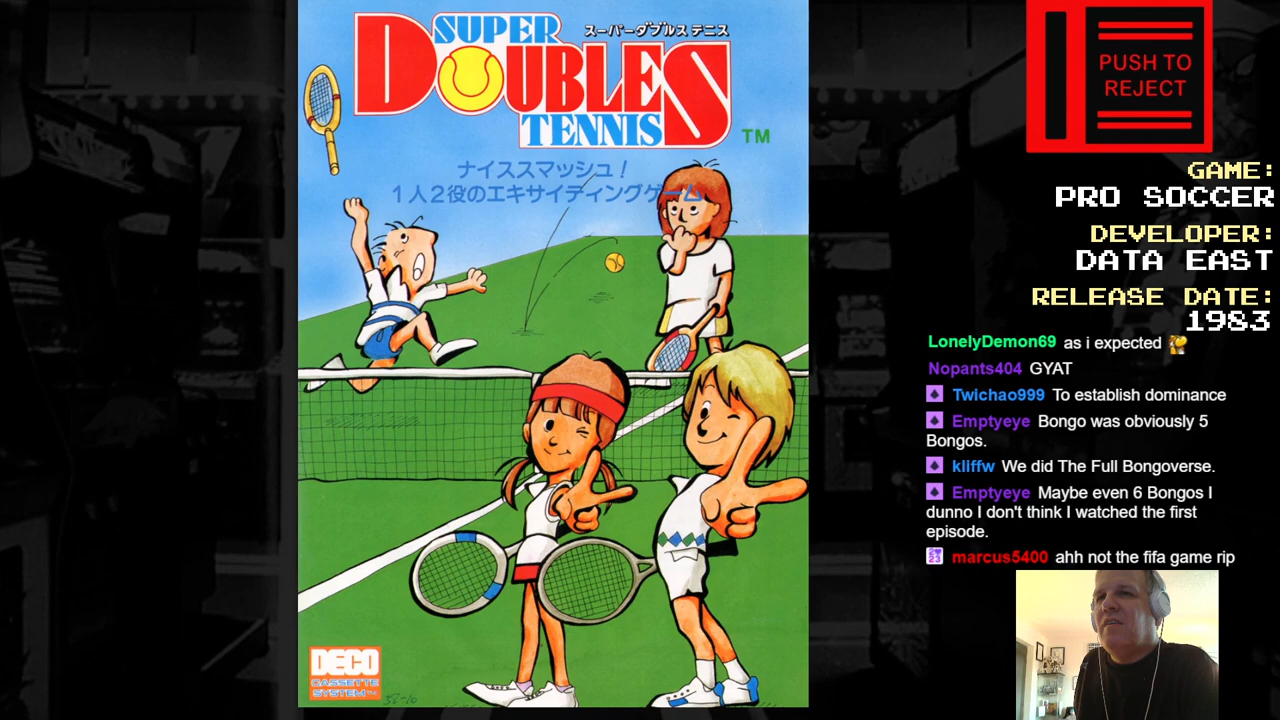 SUPER
スーパーダブルス テニス
DOUBLES
TENNIS
TM
ナイススマッシュ!
1人2役のエキサイティングゲーム
DECO
CASSETTE
SYSTEM TM
38-10
PUSH TO
REJECT
GAME:
PRO SOCCER
DEVELOPER:
DATA EAST
RELEASE DATE:
1983
LonelyDemon69 as i expected
Nopants404 GYAT
Twichao999 To establish dominance
Emptyeye Bongo was obviously 5
Bongos.
kliffw We did The Full Bongoverse.
Emptyeye Maybe even 6 Bongos I
dunno I don't think I watched the first
episode.
marcus5400 ahh not the fifa game rip